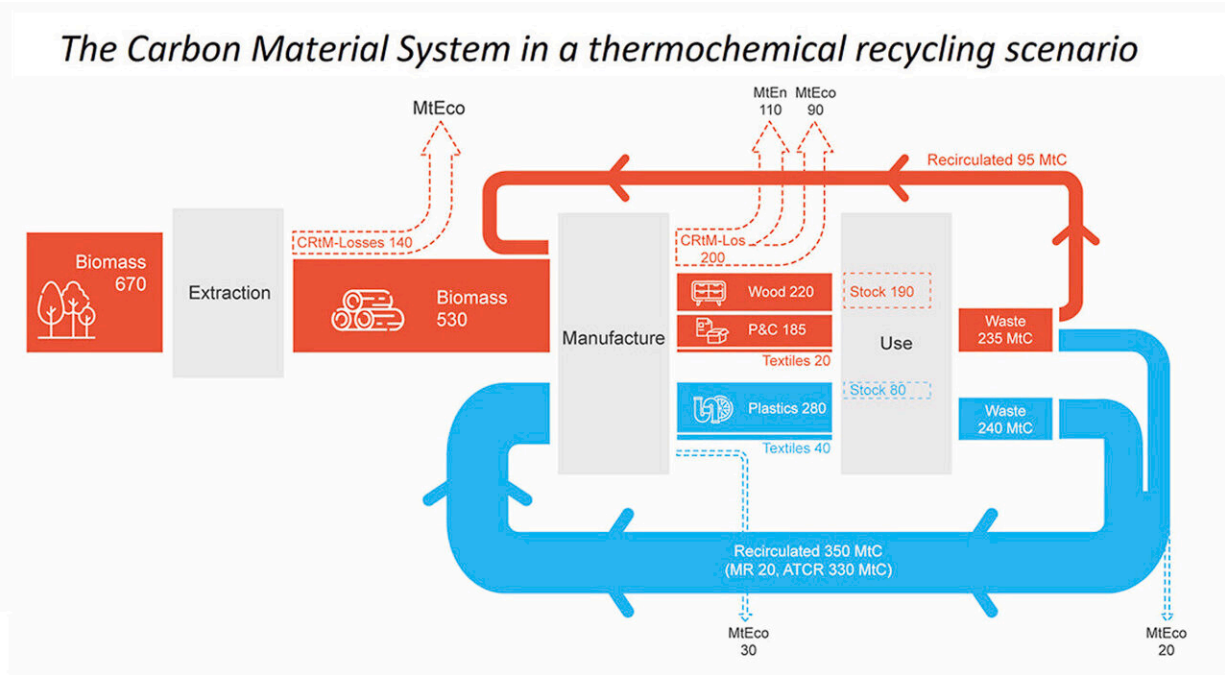 The Carbon Material System in a thermochemical recycling scenario
MtEco
MtEn
110
MtEco
90
Recirculated 95 MtC
CRtM-Losses 140
CRtM-Los
200
Biomass
670
Extraction
Biomass
530
Manufacture
Wood 220
P&C 185
Textiles 20
Plastics 280
Textiles 40
Stock 190
Use
Stock 80
Waste
235 MtC
Waste
240 MtC
Recirculated 350 MtC
(MR 20, ATCR 330 MtC)
MtEco
30
MtEco
20